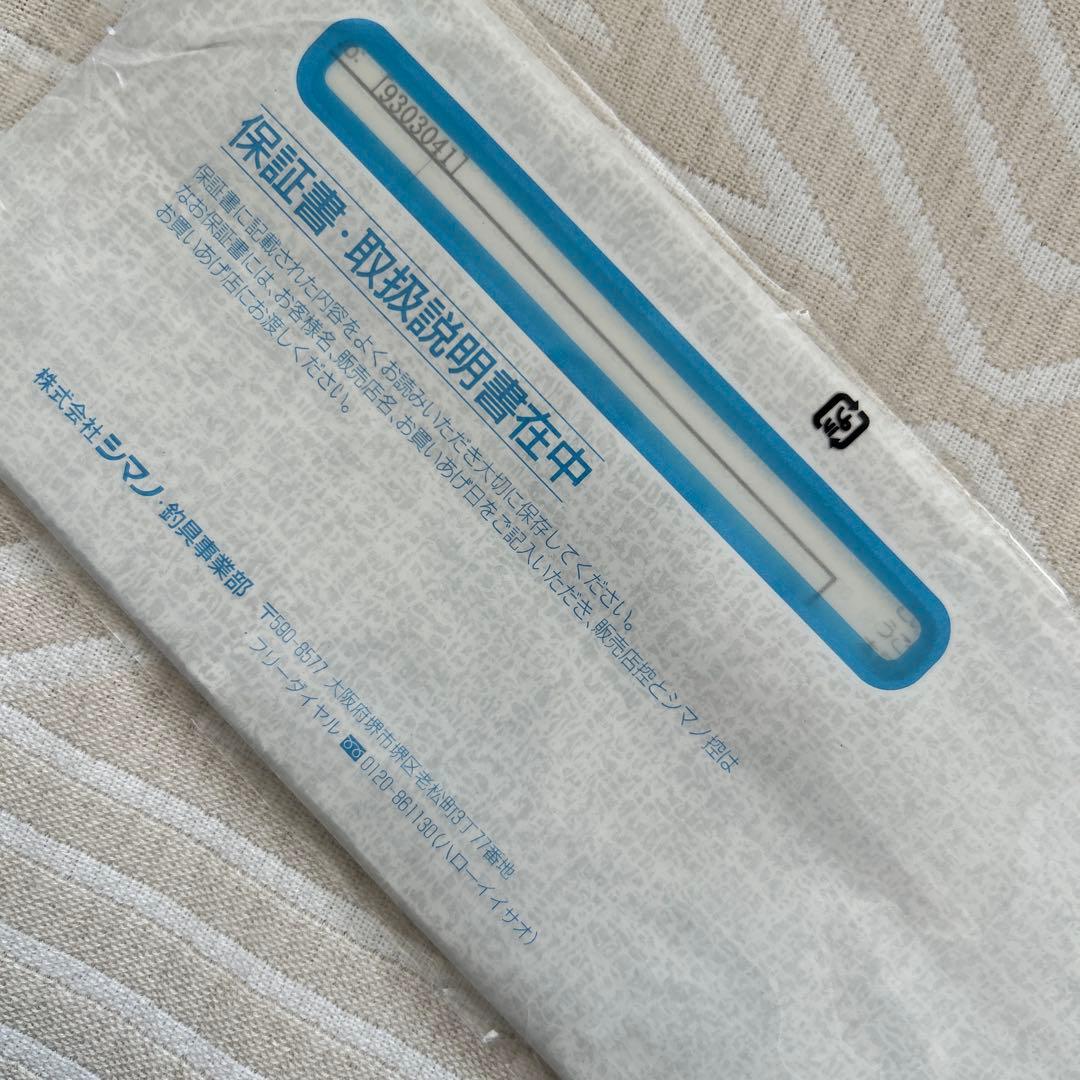 9303041
保証書・取扱説明書在中
保証書に記載された内容をよくお読みいただき大切に保存してください。
なお保証書には、お客様名、販売店名、お買いあげ日をご記入いただき、販売店控とシマノ控は
お買いあげ店にお渡しください。
株式会社シマノ・釣具事業部
〒590-8577 大阪府堺市堺区老松町3丁77番地
フリーダイヤル 0120-861130(ハローイイサオ)